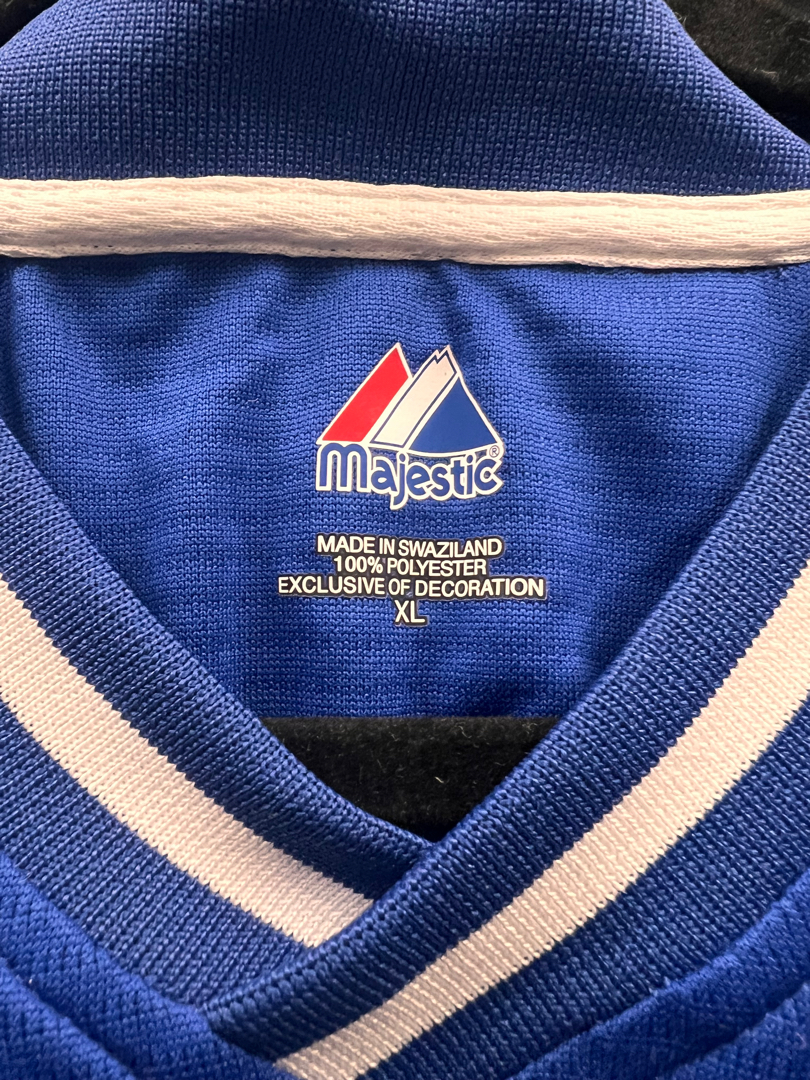 Majestic®
MADE IN SWAZILAND
100% POLYESTER
EXCLUSIVE OF DECORATION
XL